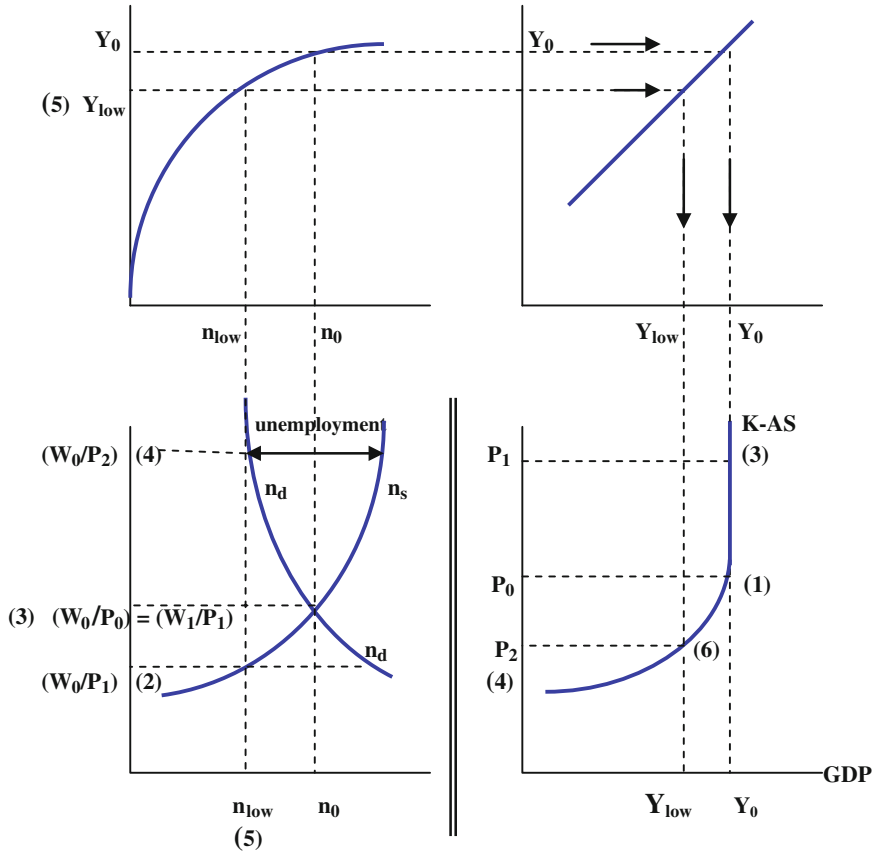 Y0 Y0
(5) Ylow
nlow n0 Ylow Y0
unemployment K-AS
(W0/P2) (4) P1 (3)
nd ns
P0 (1)
(3) (W0/P0) = (W1/P1)
nd P2 (6)
(W0/P1) (2) (4)
GDP
nlow n0 Ylow Y0
(5)